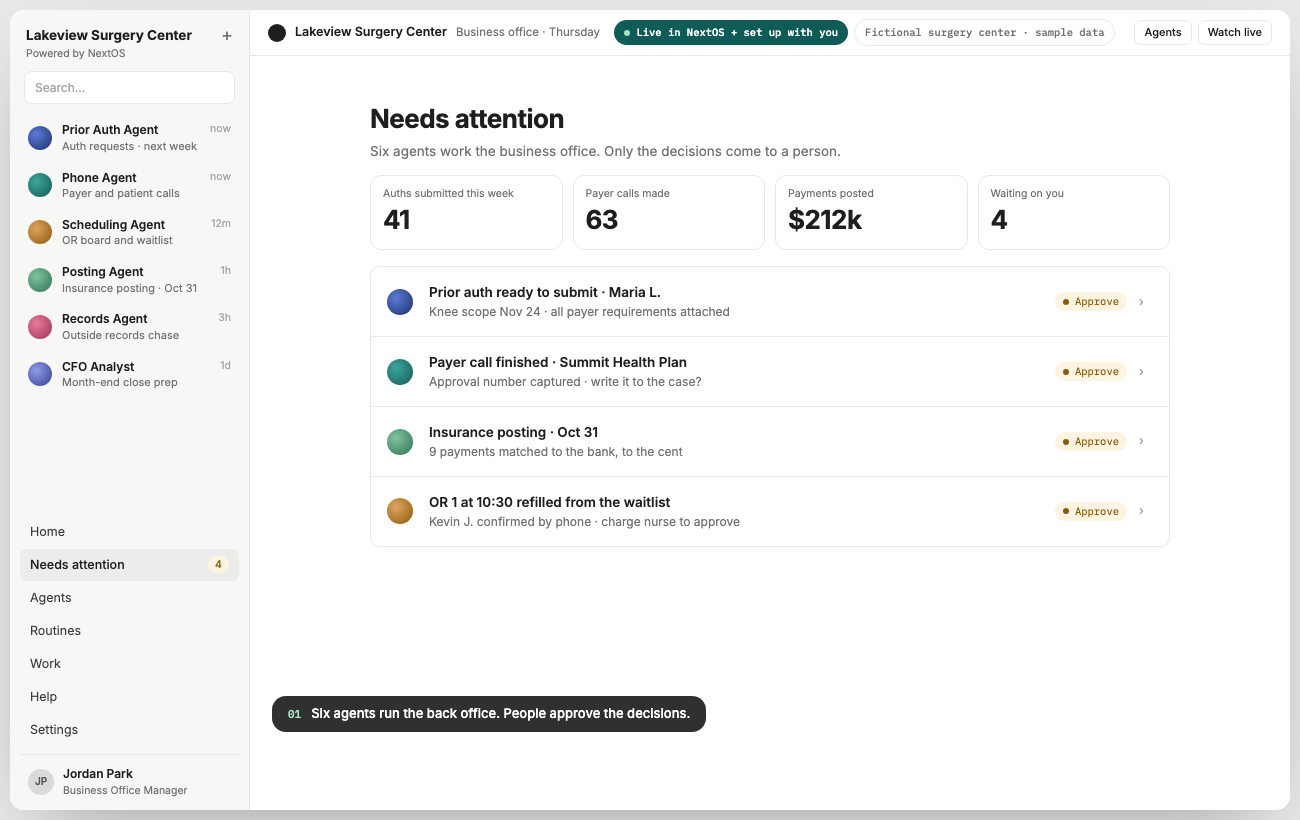 Lakeview Surgery Center
+
Powered by NextOS
Search...
Prior Auth Agent
now
Auth requests · next week
Phone Agent
now
Payer and patient calls
Scheduling Agent
12m
OR board and waitlist
Posting Agent
1h
Insurance posting · Oct 31
Records Agent
3h
Outside records chase
CFO Analyst
1d
Month-end close prep
Home
Needs attention
4
Agents
Routines
Work
Help
Settings
JP
Jordan Park
Business Office Manager
Lakeview Surgery Center
Business office · Thursday
Live in NextOS + set up with you
Fictional surgery center · sample data
Agents
Watch live
Needs attention
Six agents work the business office. Only the decisions come to a person.
Auths submitted this week
41
Payer calls made
63
Payments posted
$212k
Waiting on you
4
Prior auth ready to submit · Maria L.
Knee scope Nov 24 · all payer requirements attached
Approve
Payer call finished · Summit Health Plan
Approval number captured · write it to the case?
Approve
Insurance posting · Oct 31
9 payments matched to the bank, to the cent
Approve
OR 1 at 10:30 refilled from the waitlist
Kevin J. confirmed by phone · charge nurse to approve
Approve
01 Six agents run the back office. People approve the decisions.